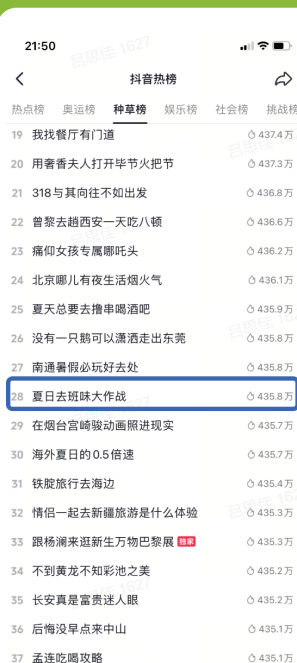 21:50
抖音热榜
热点榜 奥运榜 种草榜 娱乐榜 社会榜 挑战榜
19 我找餐厅有门道 437.4万
20 用奢香夫人打开毕节火把节 437.3万
21 318与其向往不如出发 436.8万
22 曾黎去趟西安一天吃八顿 436.6万
23 痛仰女孩专属哪吒头 436.2万
24 北京哪儿有夜生活烟火气 436.1万
25 夏天总要去撸串喝酒吧 435.9万
26 没有一只鹅可以潇洒走出东莞 435.8万
27 南通暑假必玩好去处 435.8万
28 夏日去班味大作战 435.8万
29 在烟台宫崎骏动画照进现实 435.7万
30 海外夏日的0.5倍速 435.7万
31 铁腚旅行去海边 435.4万
32 情侣一起去新疆旅游是什么体验 435.3万
33 跟杨澜来逛新生万物巴黎展 独家 435.3万
34 不到黄龙不知彩池之美 435.2万
35 长安真是富贵迷人眼 435.2万
36 后悔没早点来中山 435.1万
37 孟连吃喝攻略 435.1万
吕思佳 1627